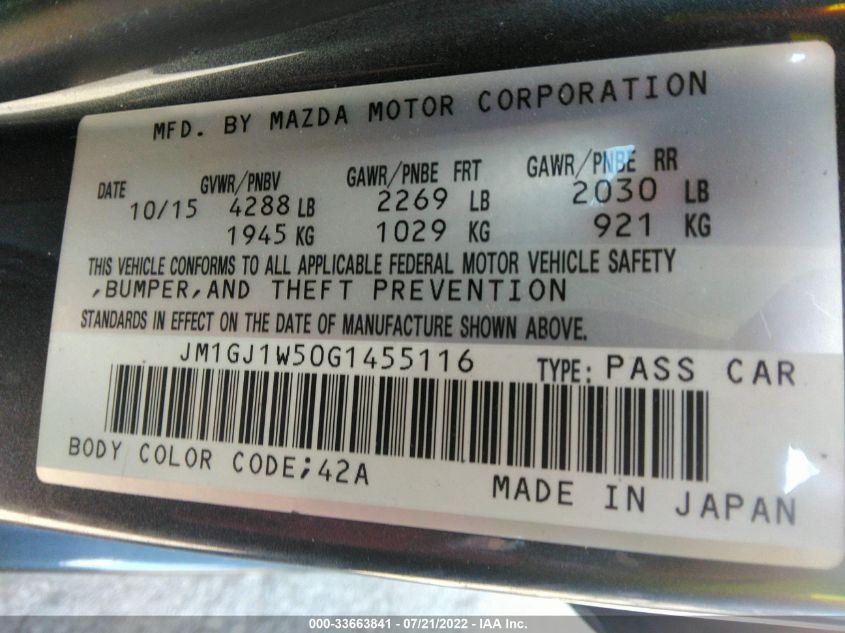 MFD. BY MAZDA MOTOR CORPORATION
DATE GVWR/PNBV GAWR/PNBE FRT GAWR/PNBE RR
10/15 4288 LB 2269 LB 2030 LB
1945 KG 1029 KG 921 KG
THIS VEHICLE CONFORMS TO ALL APPLICABLE FEDERAL MOTOR VEHICLE SAFETY
,BUMPER,AND THEFT PREVENTION
STANDARDS IN EFFECT ON THE DATE OF MANUFACTURE SHOWN ABOVE.
JM1GJ1W50G1455116 TYPE: PASS CAR
BODY COLOR CODE;42A
MADE IN JAPAN
000-33663841 / 07/21/2022 - IAA Inc.